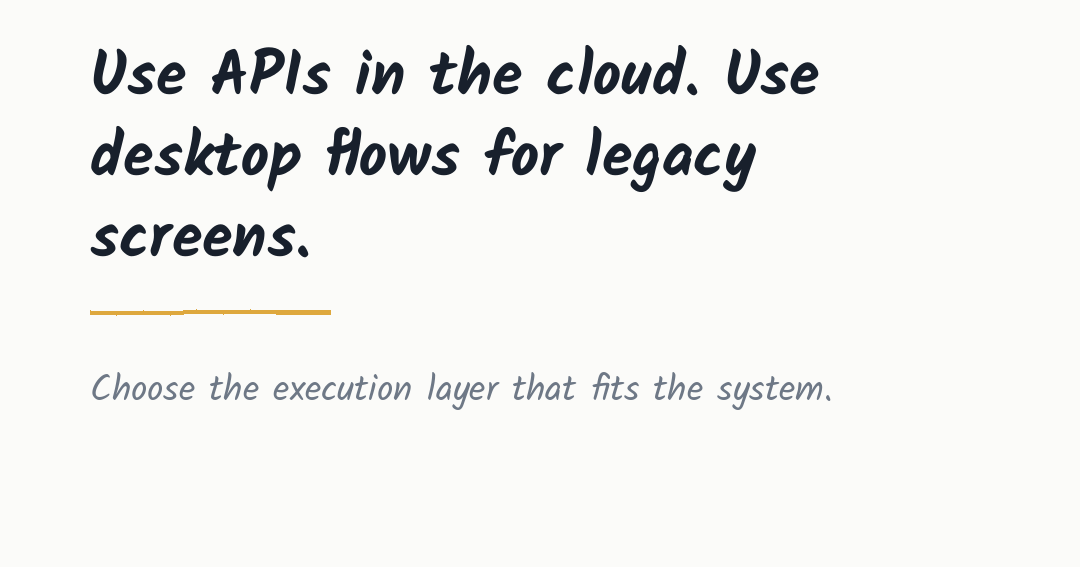 Use APIs in the cloud. Use
desktop flows for legacy
screens.
Choose the execution layer that fits the system.